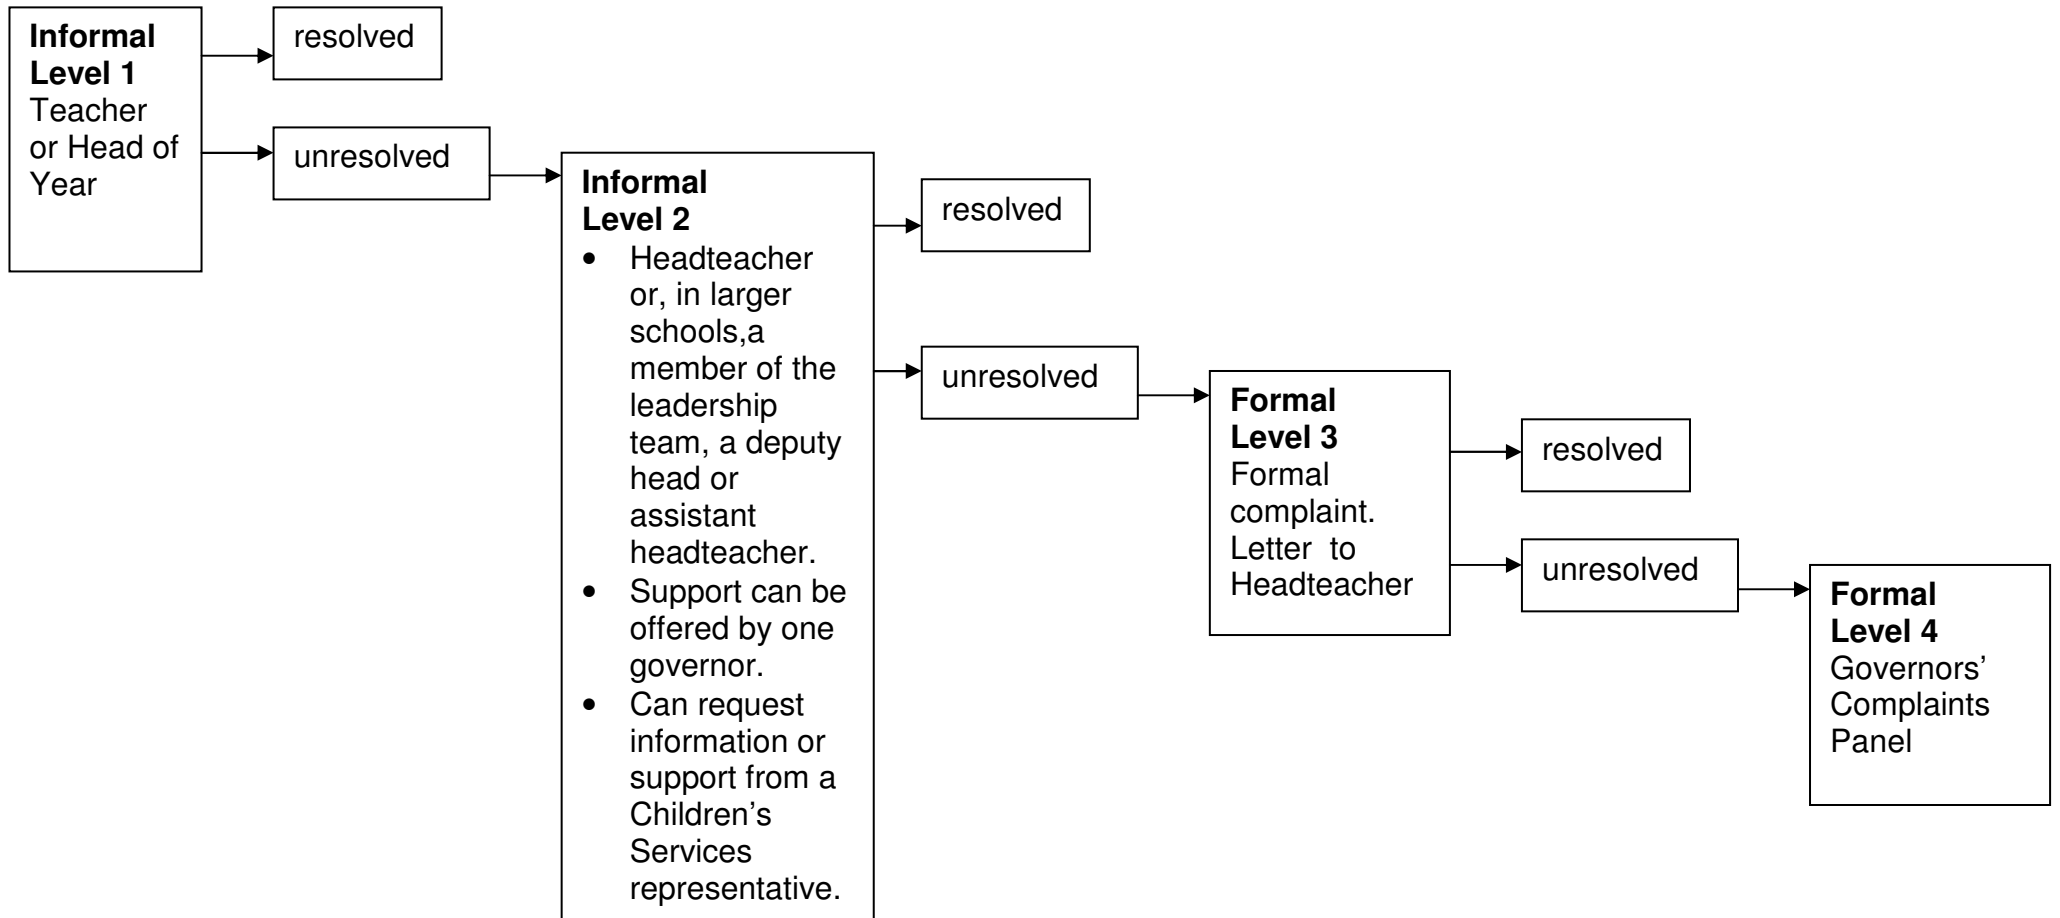 Informal
Level 1
Teacher
or Head of
Year
resolved
unresolved
Informal
Level 2
• Headteacher
or, in larger
schools,a
member of the
leadership
team, a deputy
head or
assistant
headteacher.
• Support can be
offered by one
governor.
• Can request
information or
support from a
Children’s
Services
representative.
resolved
unresolved
Formal
Level 3
Formal
complaint.
Letter  to
Headteacher
resolved
unresolved
Formal
Level 4
Governors’
Complaints
Panel